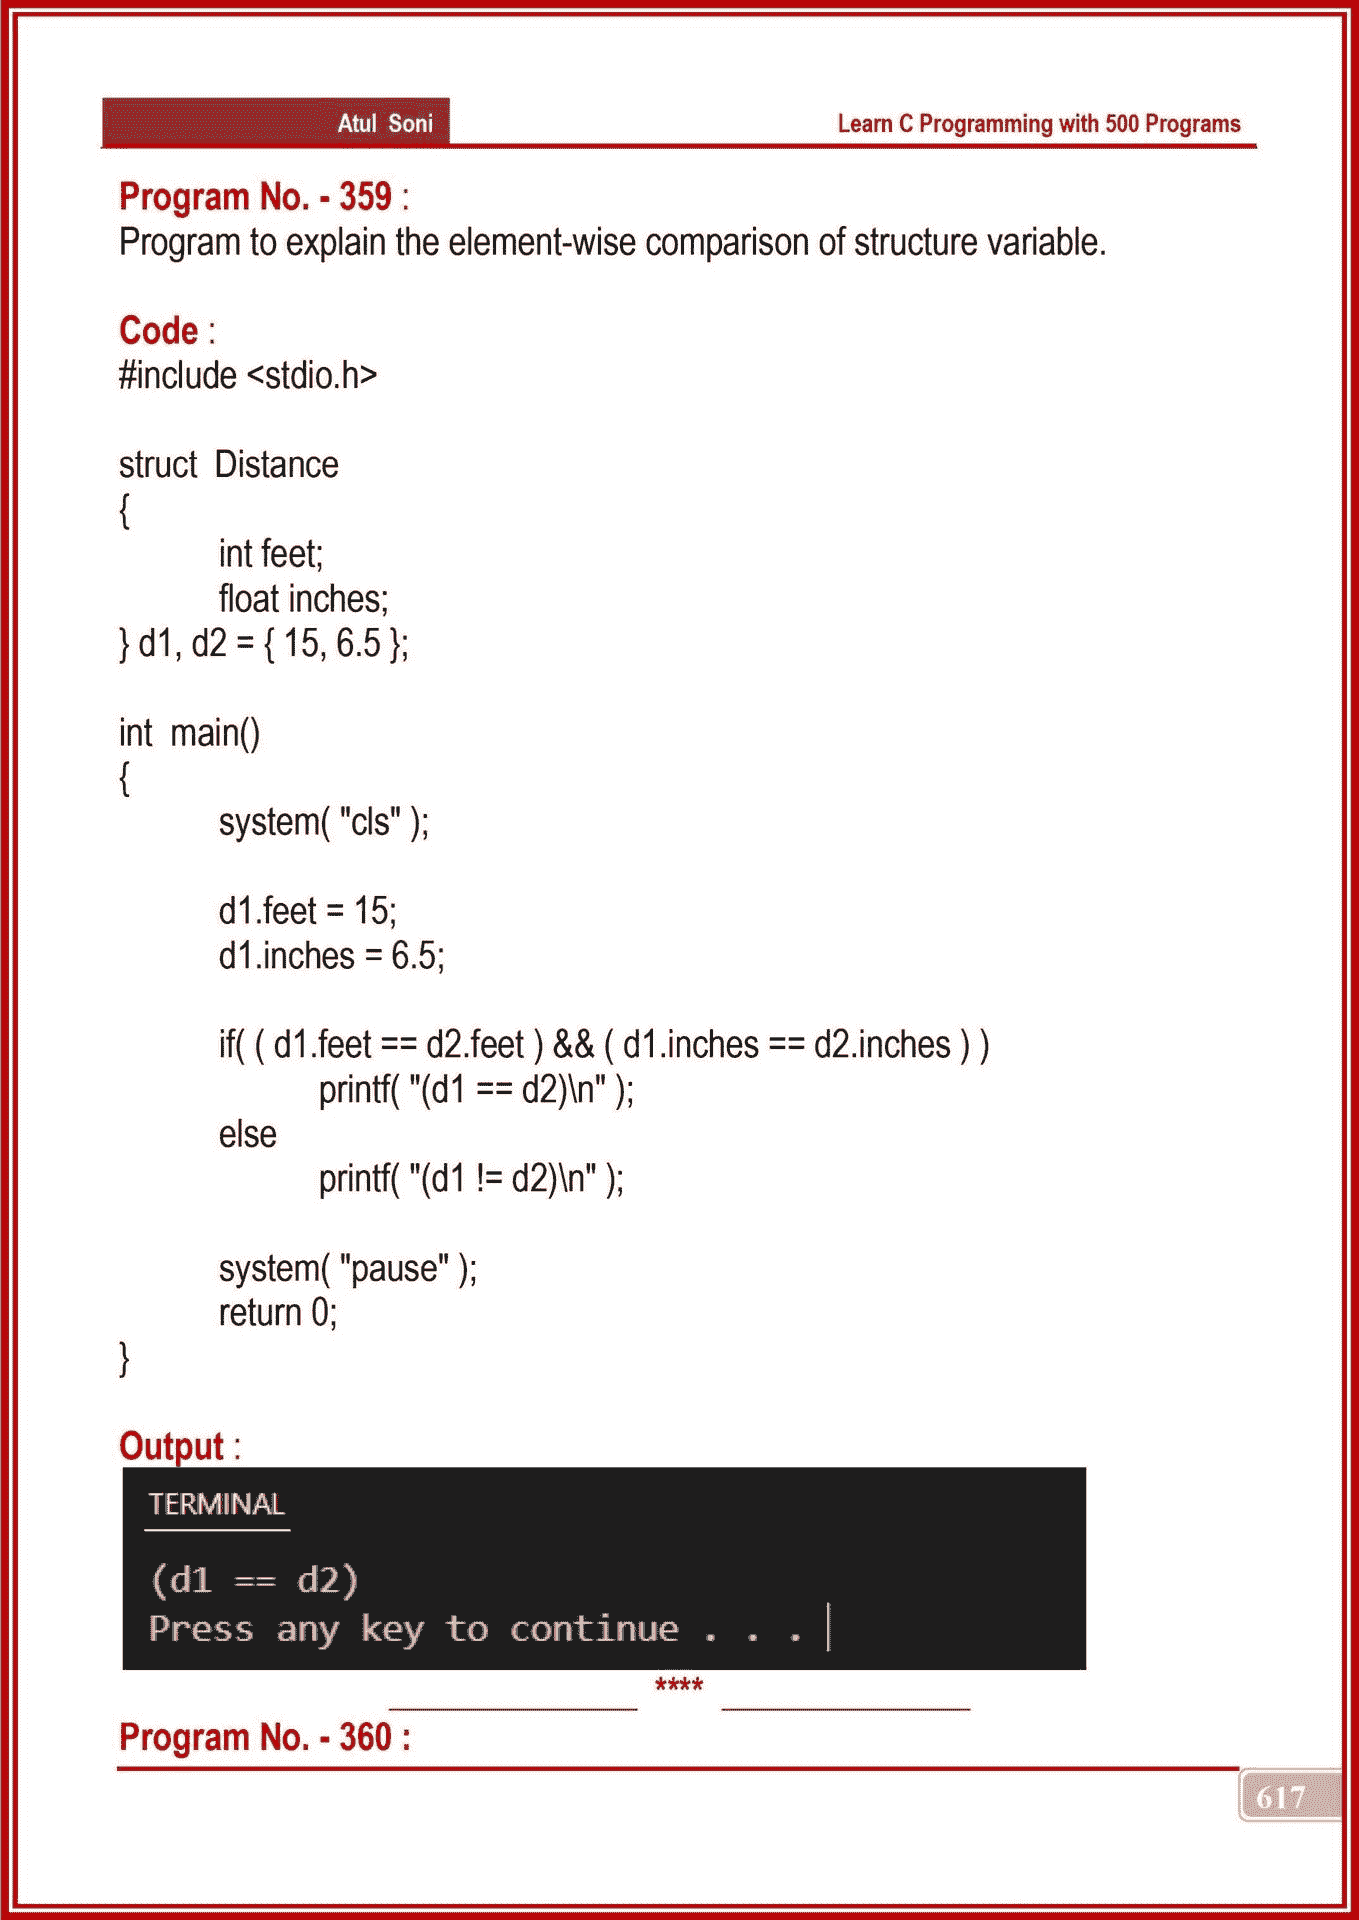 Atul Soni
Learn C Programming with 500 Programs
Program No. - 359 :
Program to explain the element-wise comparison of structure variable.
Code :
#include <stdio.h>
struct Distance
{
int feet;
float inches;
} d1, d2 = { 15, 6.5 };
int main()
{
system( "cls" );
d1.feet = 15;
d1.inches = 6.5;
if( ( d1.feet == d2.feet ) && ( d1.inches == d2.inches ) )
printf( "(d1 == d2)\n" );
else
printf( "(d1 != d2)\n" );
system( "pause" );
return 0;
}
Output :
TERMINAL
(d1 == d2)
Press any key to continue . . .
****
Program No. - 360 :
617